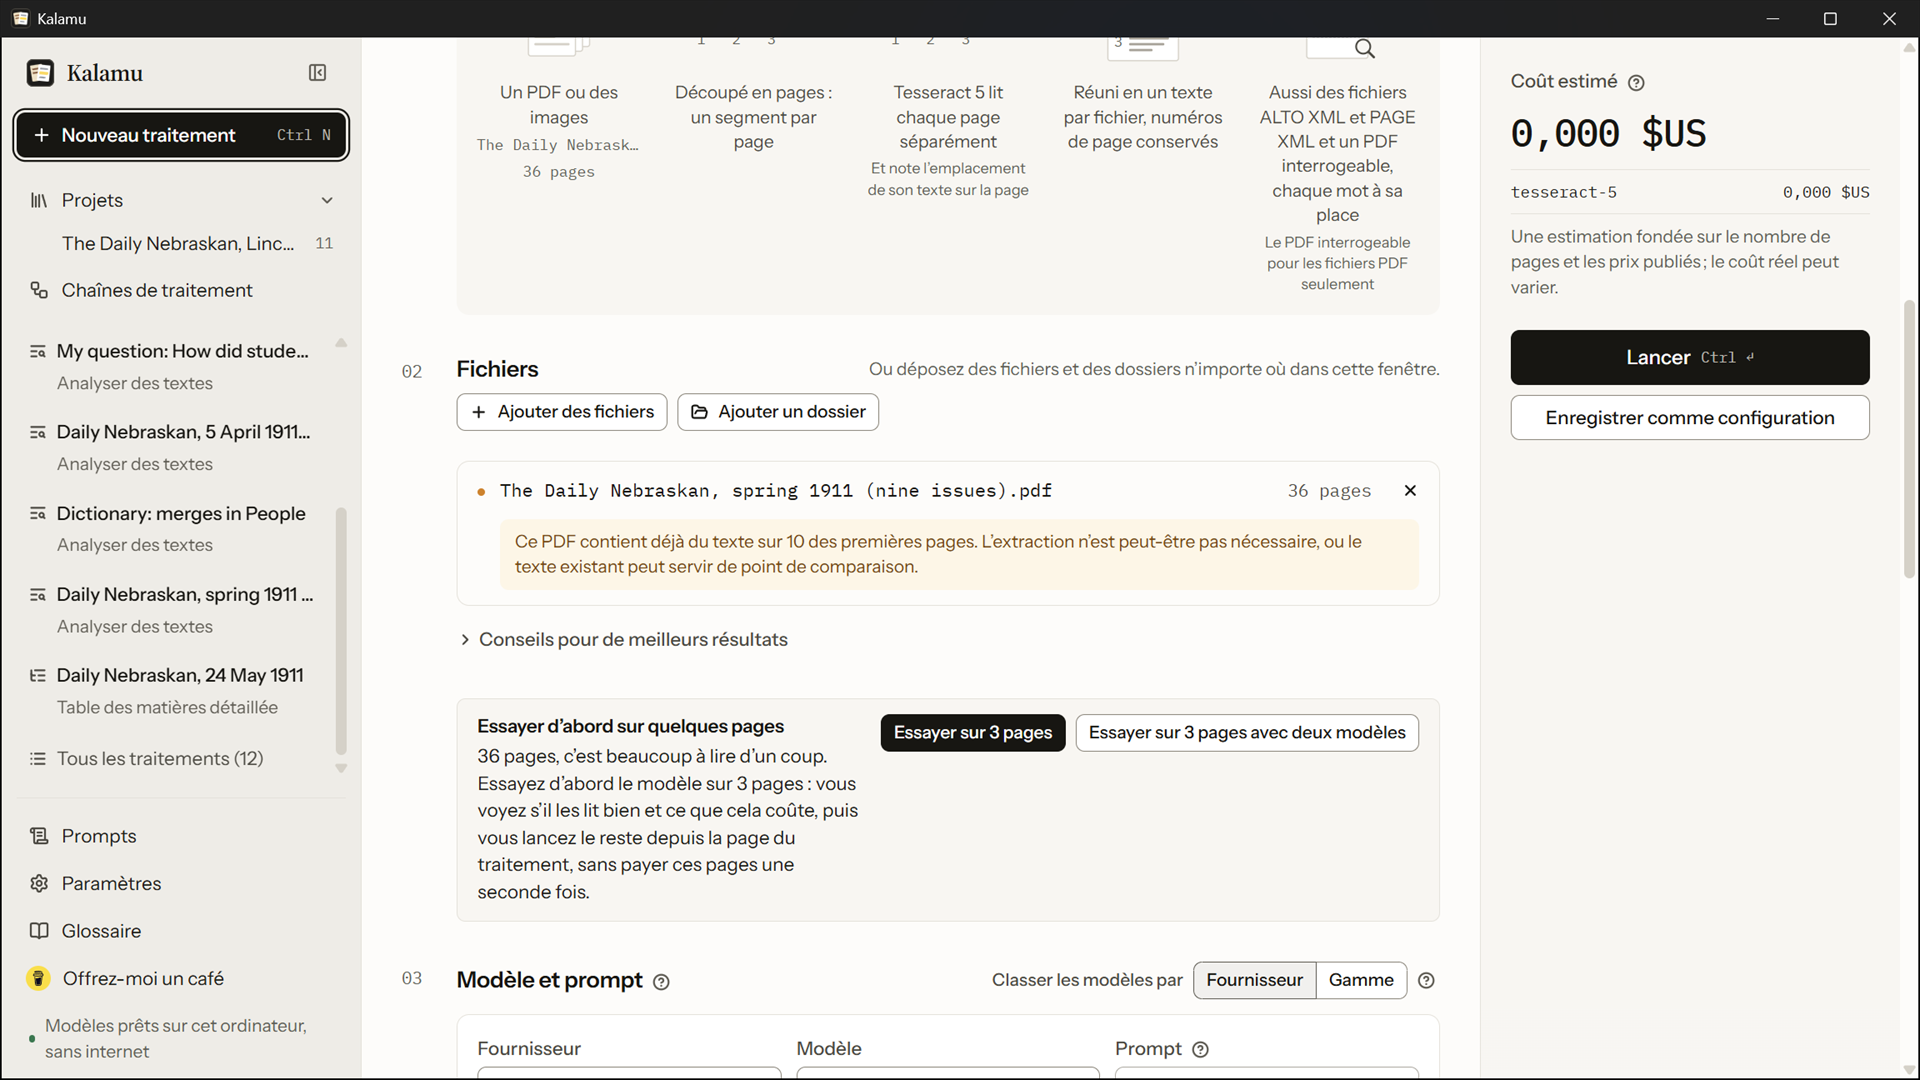 Kalamu
Kalamu
Nouveau traitement Ctrl N
Projets
The Daily Nebraskan, Linc... 11
Chaînes de traitement
My question: How did stude...
Analyser des textes
Daily Nebraskan, 5 April 1911...
Analyser des textes
Dictionary: merges in People
Analyser des textes
Daily Nebraskan, spring 1911 ...
Analyser des textes
Daily Nebraskan, 24 May 1911
Table des matières détaillée
Tous les traitements (12)
Prompts
Paramètres
Glossaire
Offrez-moi un café
Modèles prêts sur cet ordinateur,
sans internet
1 2 3
1 2 3
3
Un PDF ou des
images
The Daily Nebrask…
36 pages
Découpé en pages :
un segment par
page
Tesseract 5 lit
chaque page
séparément
Et note l’emplacement
de son texte sur la page
Réuni en un texte
par fichier, numéros
de page conservés
Aussi des fichiers
ALTO XML et PAGE
XML et un PDF
interrogeable,
chaque mot à sa
place
Le PDF interrogeable
pour les fichiers PDF
seulement
02 Fichiers
Ou déposez des fichiers et des dossiers n’importe où dans cette fenêtre.
Ajouter des fichiers
Ajouter un dossier
The Daily Nebraskan, spring 1911 (nine issues).pdf 36 pages
Ce PDF contient déjà du texte sur 10 des premières pages. L’extraction n’est peut-être pas nécessaire, ou le
texte existant peut servir de point de comparaison.
Conseils pour de meilleurs résultats
Essayer d’abord sur quelques pages
36 pages, c’est beaucoup à lire d’un coup.
Essayez d’abord le modèle sur 3 pages : vous
voyez s’il les lit bien et ce que cela coûte, puis
vous lancez le reste depuis la page du
traitement, sans payer ces pages une
seconde fois.
Essayer sur 3 pages
Essayer sur 3 pages avec deux modèles
03 Modèle et prompt
Classer les modèles par Fournisseur Gamme
Fournisseur
Modèle
Prompt
Coût estimé
0,000 $US
tesseract-5 0,000 $US
Une estimation fondée sur le nombre de
pages et les prix publiés ; le coût réel peut
varier.
Lancer Ctrl ↵
Enregistrer comme configuration